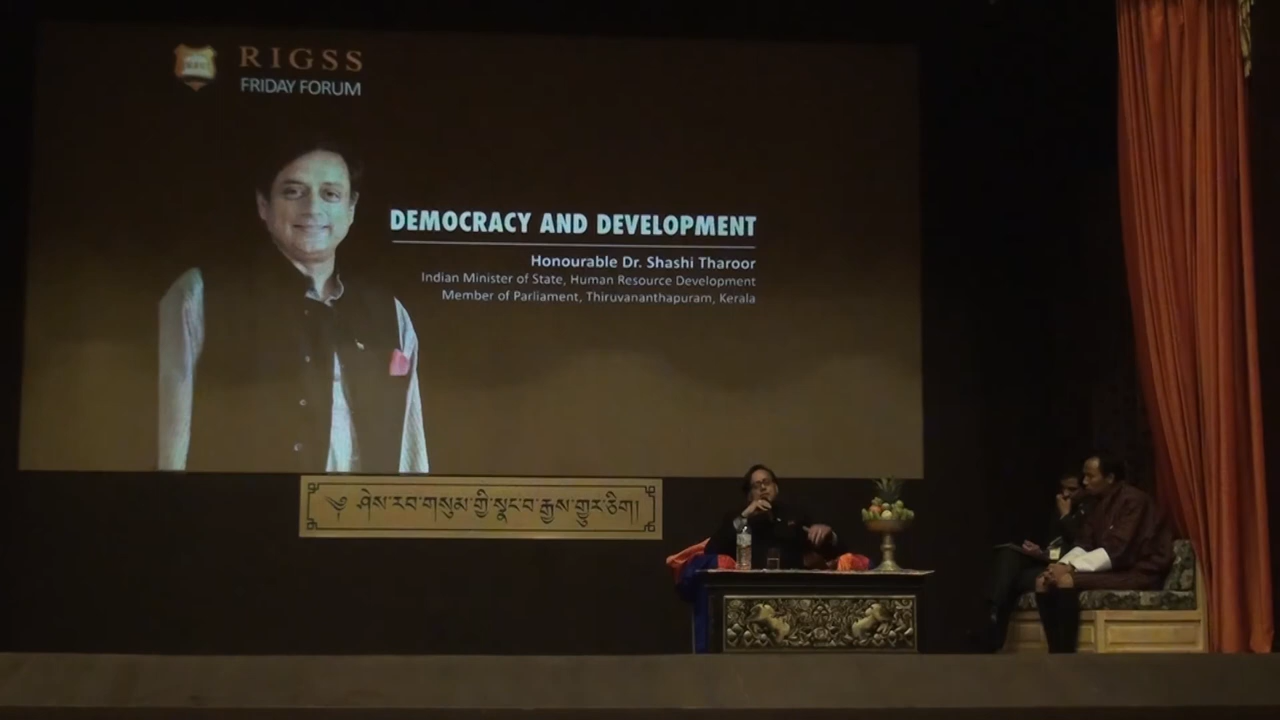 RIGSS
FRIDAY FORUM
DEMOCRACY AND DEVELOPMENT
Honourable Dr. Shashi Tharoor
Indian Minister of State, Human Resource Development
Member of Parliament, Thiruvananthapuram, Kerala
༄ ཤེས་རབ་གསུམ་གྱི་སྣང་བ་རྒྱས་གྱུར་ཅིག།